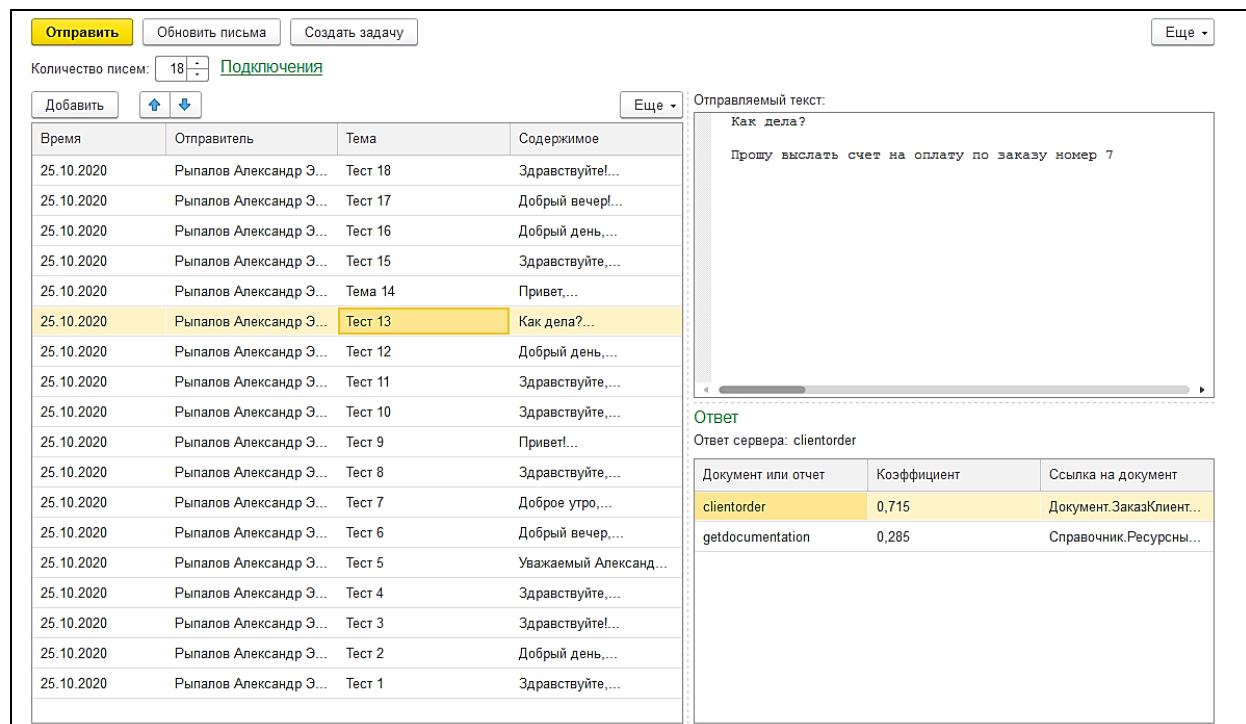 Отправить Обновить письма Создать задачу Еще
Количество писем: 18 Подключения
Добавить Еще
Время Отправитель Тема Содержимое
25.10.2020 Рыпалов Александр Э... Тест 18 Здравствуйте!...
25.10.2020 Рыпалов Александр Э... Тест 17 Добрый вечер!...
25.10.2020 Рыпалов Александр Э... Тест 16 Добрый день,...
25.10.2020 Рыпалов Александр Э... Тест 15 Здравствуйте,...
25.10.2020 Рыпалов Александр Э... Тема 14 Привет,...
25.10.2020 Рыпалов Александр Э... Тест 13 Как дела?...
25.10.2020 Рыпалов Александр Э... Тест 12 Добрый день,...
25.10.2020 Рыпалов Александр Э... Тест 11 Здравствуйте,...
25.10.2020 Рыпалов Александр Э... Тест 10 Здравствуйте,...
25.10.2020 Рыпалов Александр Э... Тест 9 Привет!...
25.10.2020 Рыпалов Александр Э... Тест 8 Здравствуйте,...
25.10.2020 Рыпалов Александр Э... Тест 7 Доброе утро,...
25.10.2020 Рыпалов Александр Э... Тест 6 Добрый вечер,...
25.10.2020 Рыпалов Александр Э... Тест 5 Уважаемый Александ...
25.10.2020 Рыпалов Александр Э... Тест 4 Здравствуйте,...
25.10.2020 Рыпалов Александр Э... Тест 3 Здравствуйте!...
25.10.2020 Рыпалов Александр Э... Тест 2 Добрый день,...
25.10.2020 Рыпалов Александр Э... Тест 1 Здравствуйте,...
Отправляемый текст:
Как дела?
Прошу выслать счет на оплату по заказу номер 7
Ответ
Ответ сервера: clientorder
Документ или отчет Коэффициент Ссылка на документ
clientorder 0,715 Документ.ЗаказКлиент...
getdocumentation 0,285 Справочник.Ресурсны...